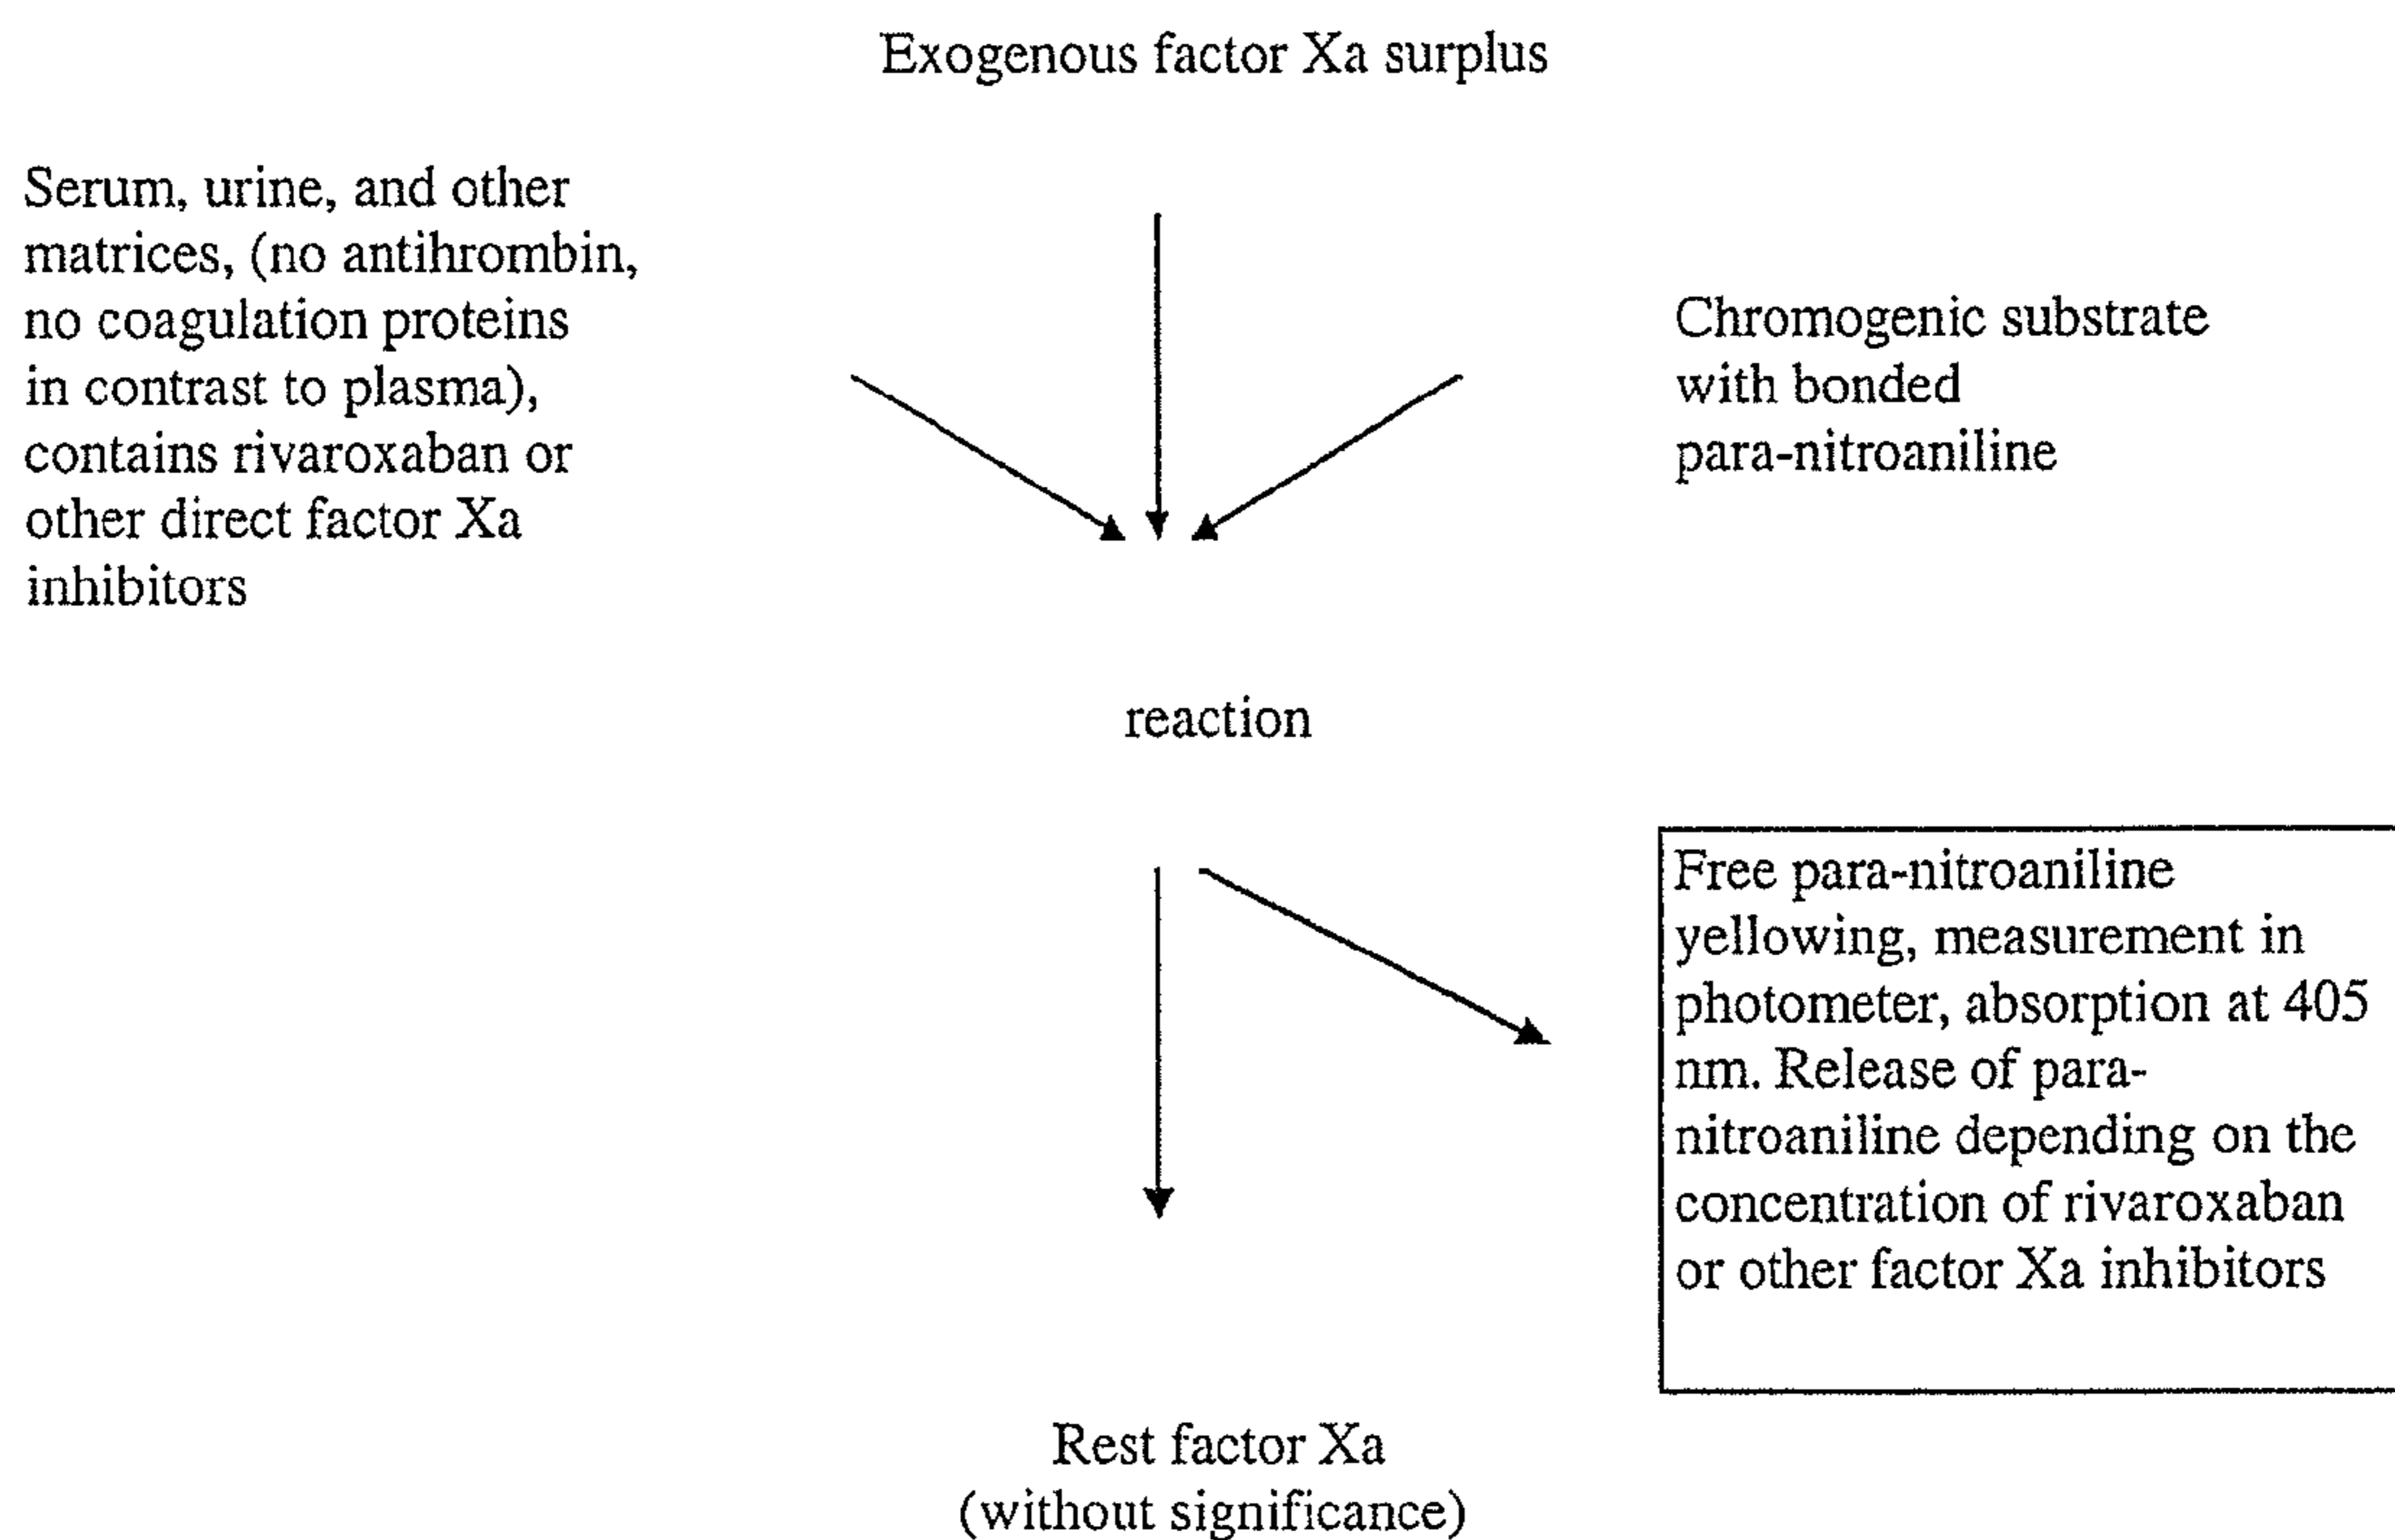 Exogenous factor Xa surplus
Serum, urine, and other
matrices, (no antihrombin,
no coagulation proteins
in contrast to plasma),
contains rivaroxaban or
other direct factor Xa
inhibitors
Chromogenic substrate
with bonded
para-nitroaniline
reaction
Free para-nitroaniline
yellowing, measurement in
photometer, absorption at 405
nm. Release of para-
nitroaniline depending on the
concentration of rivaroxaban
or other factor Xa inhibitors
Rest factor Xa
(without significance)